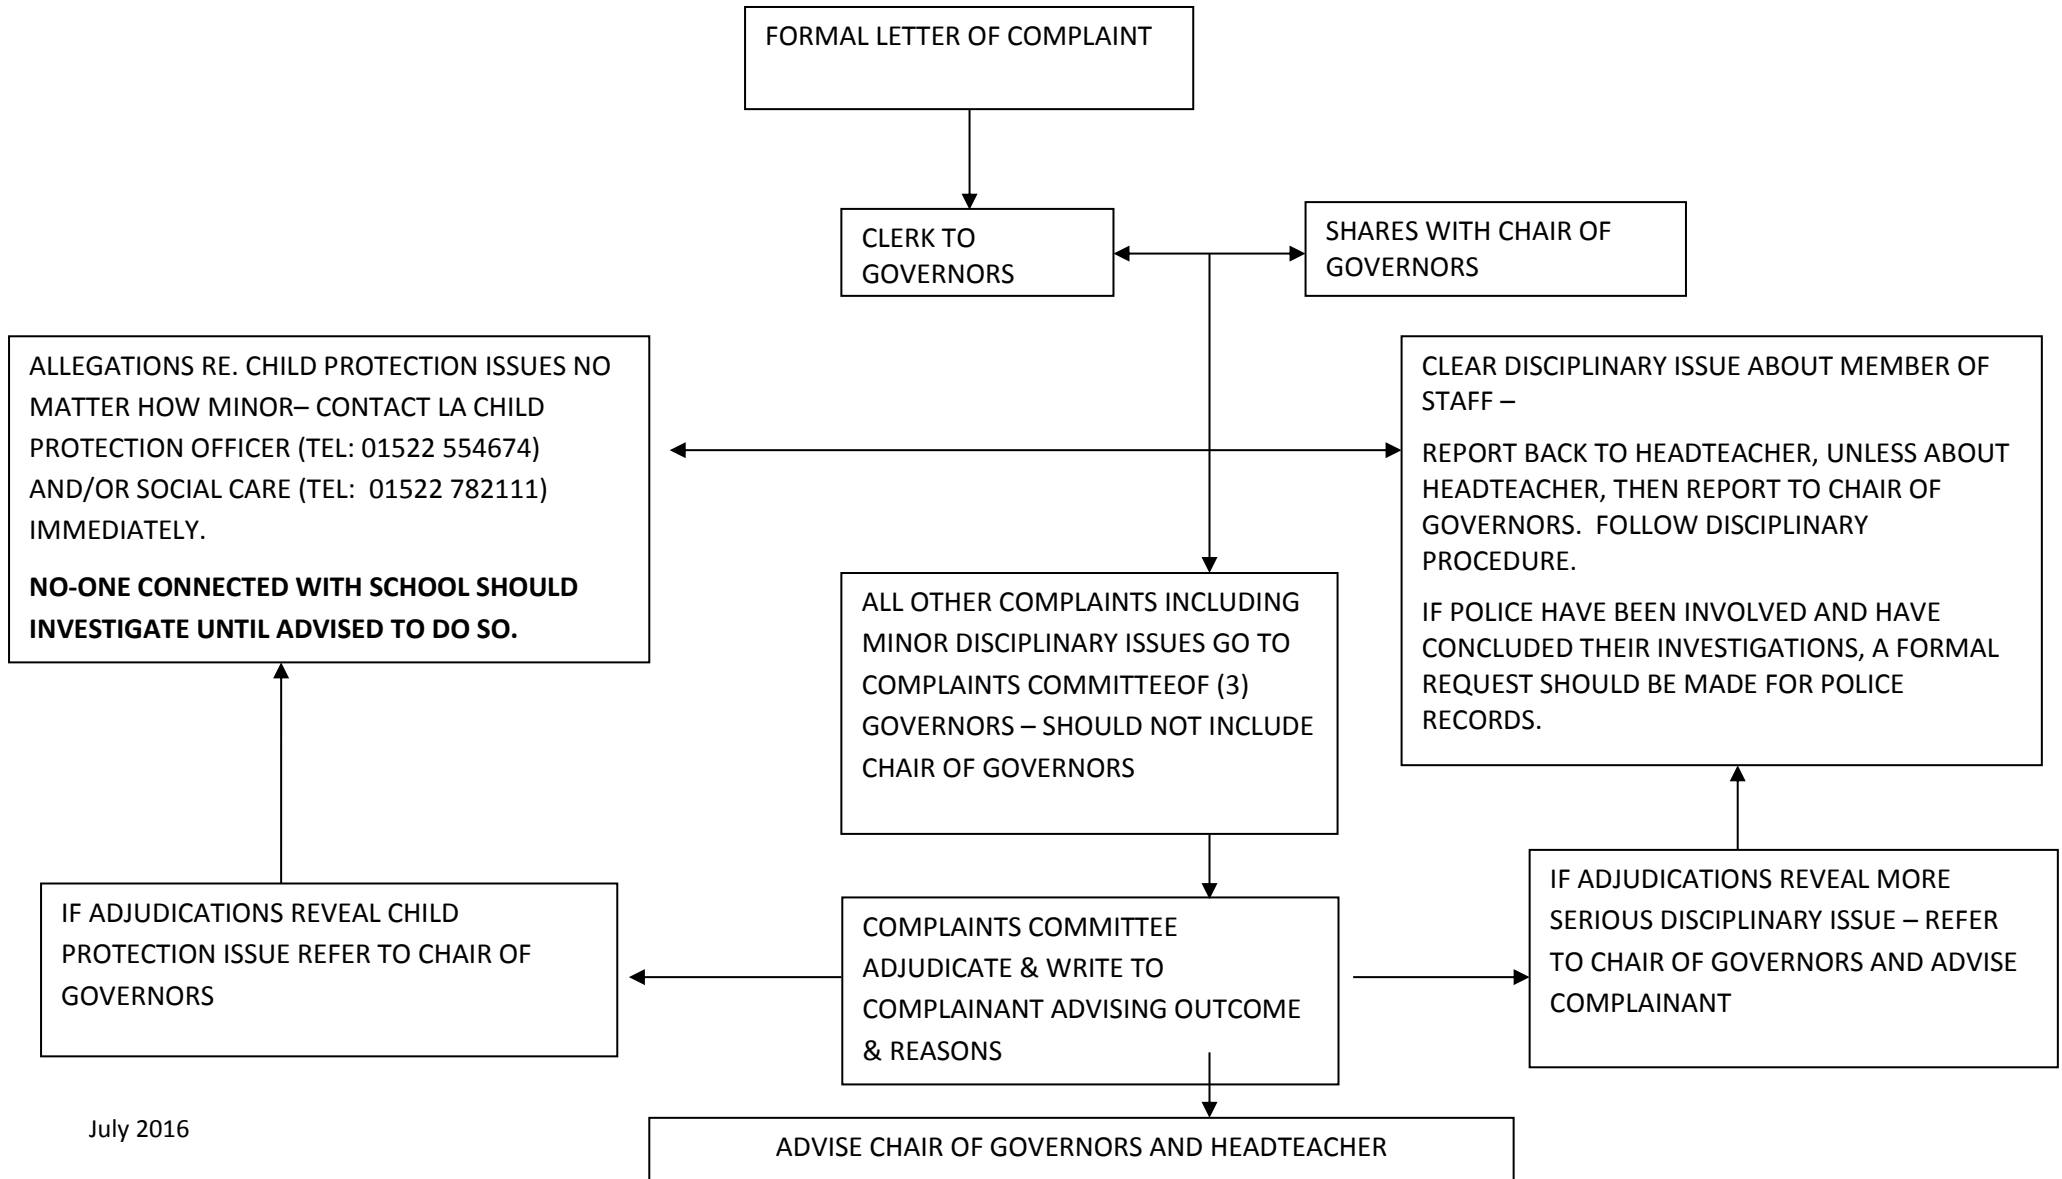 FORMAL LETTER OF COMPLAINT
CLERK TO
GOVERNORS
SHARES WITH CHAIR OF
GOVERNORS
ALLEGATIONS RE. CHILD PROTECTION ISSUES NO
MATTER HOW MINOR– CONTACT LA CHILD
PROTECTION OFFICER (TEL: 01522 554674)
AND/OR SOCIAL CARE (TEL:  01522 782111)
IMMEDIATELY.
NO-ONE CONNECTED WITH SCHOOL SHOULD
INVESTIGATE UNTIL ADVISED TO DO SO.
CLEAR DISCIPLINARY ISSUE ABOUT MEMBER OF
STAFF –
REPORT BACK TO HEADTEACHER, UNLESS ABOUT
HEADTEACHER, THEN REPORT TO CHAIR OF
GOVERNORS.  FOLLOW DISCIPLINARY
PROCEDURE.
IF POLICE HAVE BEEN INVOLVED AND HAVE
CONCLUDED THEIR INVESTIGATIONS, A FORMAL
REQUEST SHOULD BE MADE FOR POLICE
RECORDS.
ALL OTHER COMPLAINTS INCLUDING
MINOR DISCIPLINARY ISSUES GO TO
COMPLAINTS COMMITTEEOF (3)
GOVERNORS – SHOULD NOT INCLUDE
CHAIR OF GOVERNORS
IF ADJUDICATIONS REVEAL CHILD
PROTECTION ISSUE REFER TO CHAIR OF
GOVERNORS
COMPLAINTS COMMITTEE
ADJUDICATE & WRITE TO
COMPLAINANT ADVISING OUTCOME
& REASONS
IF ADJUDICATIONS REVEAL MORE
SERIOUS DISCIPLINARY ISSUE – REFER
TO CHAIR OF GOVERNORS AND ADVISE
COMPLAINANT
July 2016
ADVISE CHAIR OF GOVERNORS AND HEADTEACHER